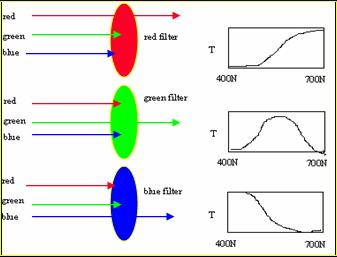 red
green
blue
red filter
T
400N 700N
red
green
blue
green filter
T
400N 700N
red
green
blue
blue filter
T
400N 700N